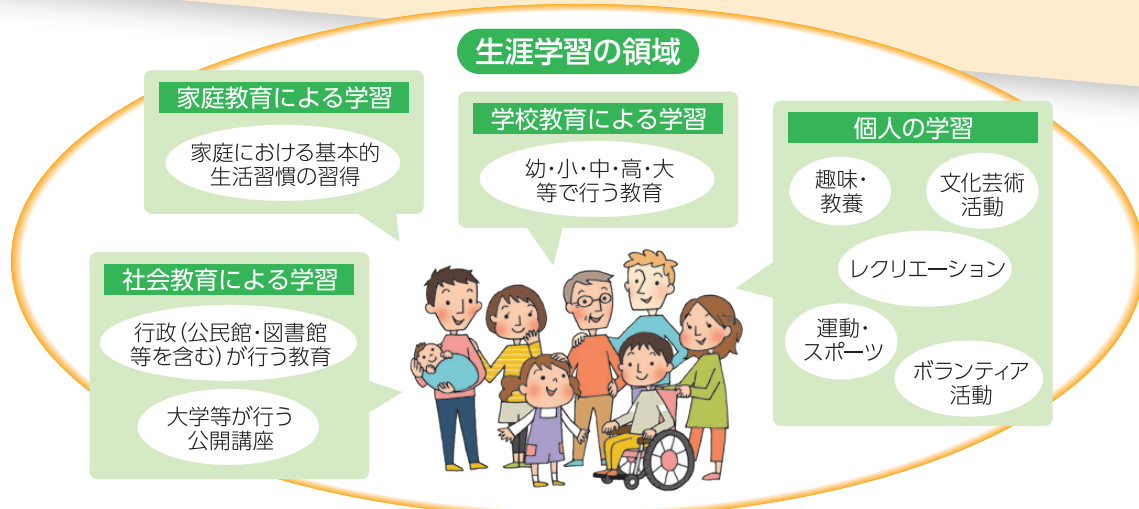 生涯学習の領域
家庭教育による学習
家庭における基本的
生活習慣の習得
学校教育による学習
幼・小・中・高・大
等で行う教育
個人の学習
趣味・
教養
文化芸術
活動
レクリエーション
運動・
スポーツ
ボランティア
活動
社会教育による学習
行政(公民館・図書館
等を含む)が行う教育
大学等が行う
公開講座